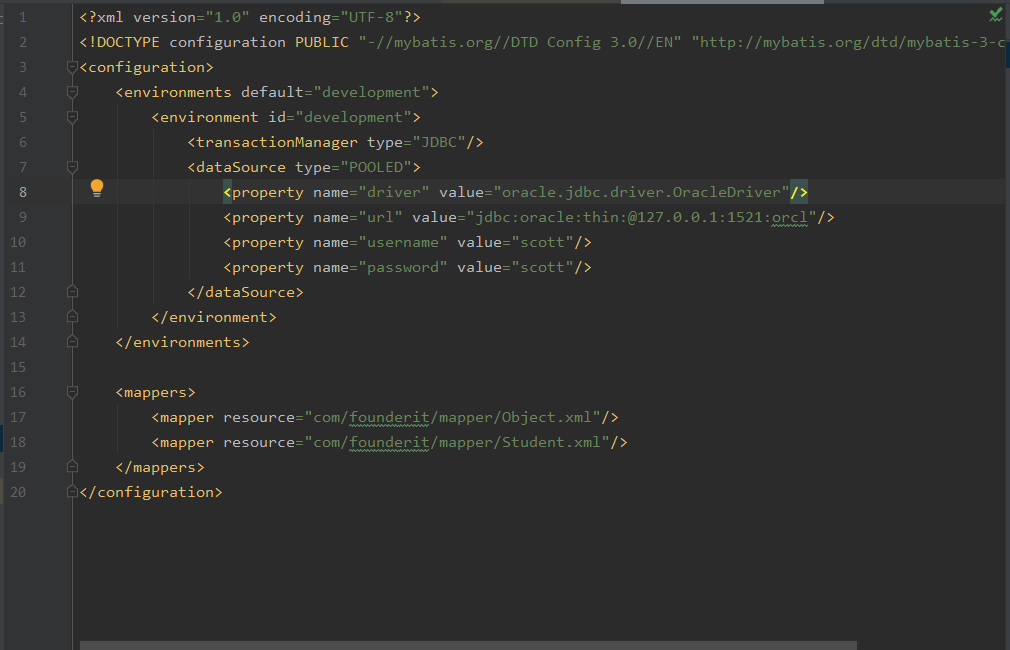 1 <?xml version="1.0" encoding="UTF-8"?>
2 <!DOCTYPE configuration PUBLIC "-//mybatis.org//DTD Config 3.0//EN" "http://mybatis.org/dtd/mybatis-3-c
3 <configuration>
4     <environments default="development">
5         <environment id="development">
6             <transactionManager type="JDBC"/>
7             <dataSource type="POOLED">
8                 <property name="driver" value="oracle.jdbc.driver.OracleDriver"/>
9                 <property name="url" value="jdbc:oracle:thin:@127.0.0.1:1521:orcl"/>
10                 <property name="username" value="scott"/>
11                 <property name="password" value="scott"/>
12             </dataSource>
13         </environment>
14     </environments>
15
16     <mappers>
17         <mapper resource="com/founderit/mapper/Object.xml"/>
18         <mapper resource="com/founderit/mapper/Student.xml"/>
19     </mappers>
20 </configuration>